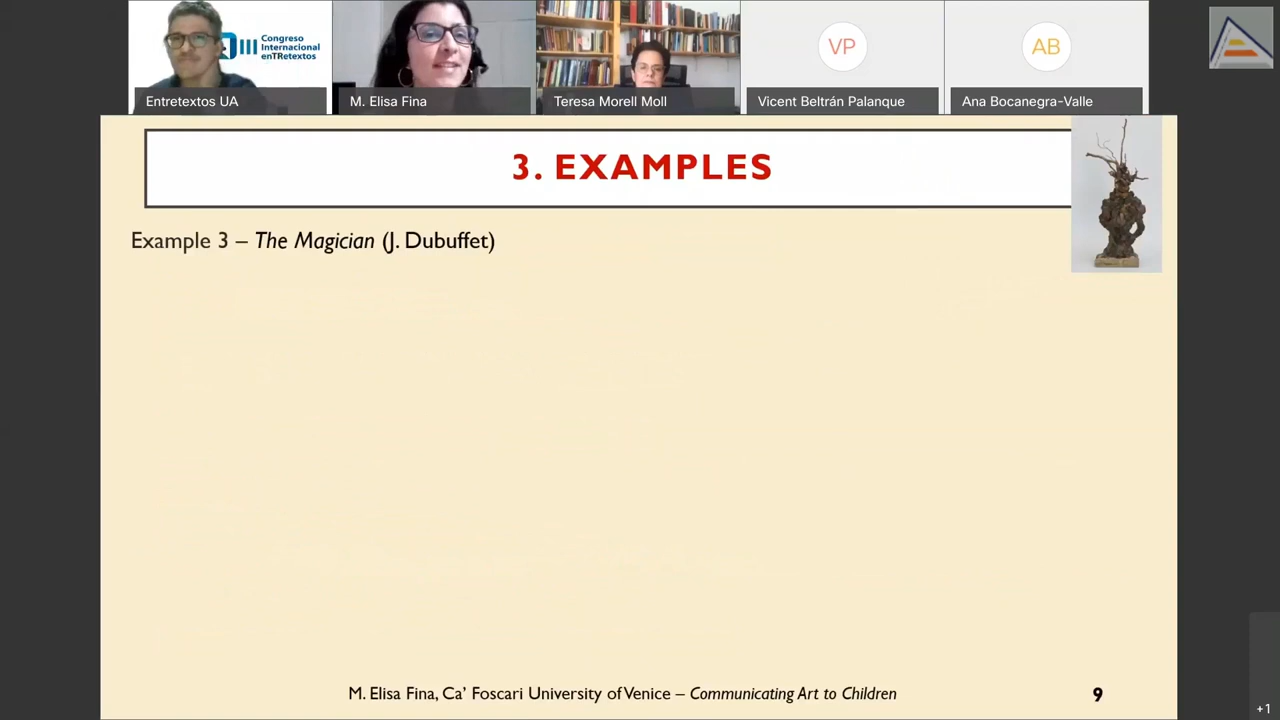 Congreso
Internacional
enTRetextos
Entretextos UA
M. Elisa Fina
Teresa Morell Moll
VP
Vicent Beltrán Palanque
AB
Ana Bocanegra-Valle
3. EXAMPLES
Example 3 – The Magician (J. Dubuffet)
M. Elisa Fina, Ca’ Foscari University of Venice – Communicating Art to Children
9
+1